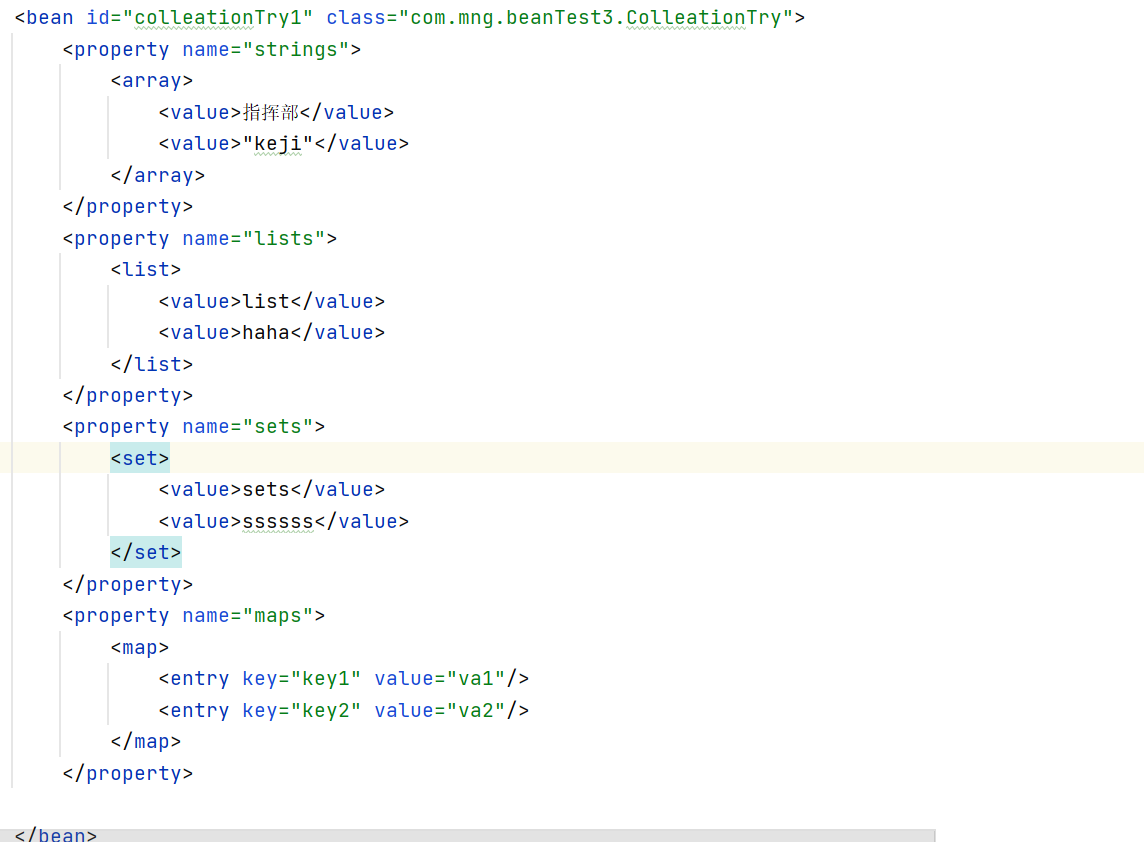 <bean id="colleationTry1" class="com.mng.beanTest3.ColleationTry">
<property name="strings">
<array>
<value>指挥部</value>
<value>"keji"</value>
</array>
</property>
<property name="lists">
<list>
<value>list</value>
<value>haha</value>
</list>
</property>
<property name="sets">
<set>
<value>sets</value>
<value>ssssss</value>
</set>
</property>
<property name="maps">
<map>
<entry key="key1" value="va1"/>
<entry key="key2" value="va2"/>
</map>
</property>
</bean>